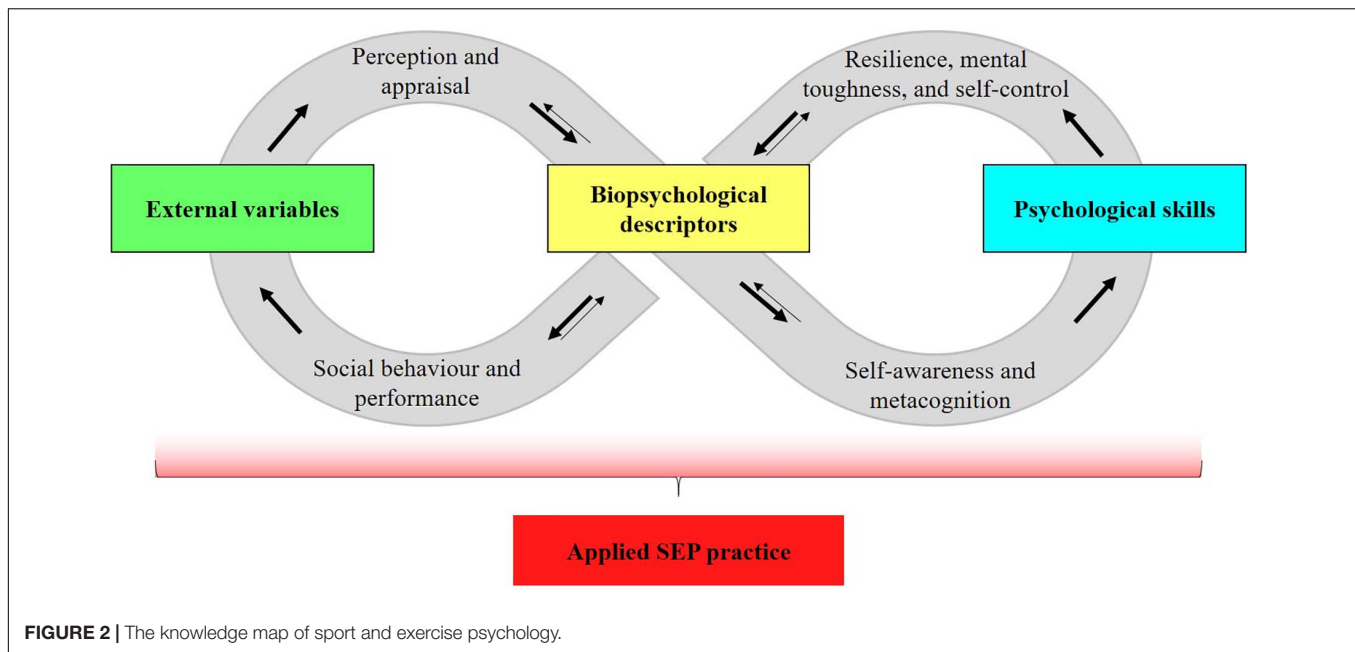 Perception and
appraisal
Resilience, mental
toughness, and self-control
External variables
Biopsychological
descriptors
Psychological skills
Social behaviour and
performance
Self-awareness and
metacognition
Applied SEP practice
FIGURE 2 | The knowledge map of sport and exercise psychology.